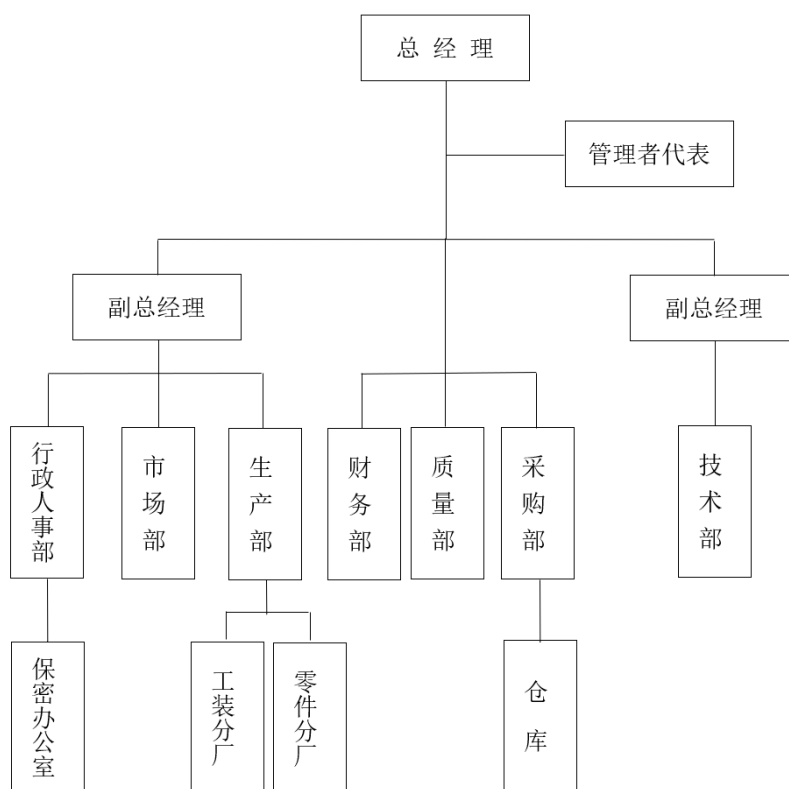 总 经 理
管理者代表
副总经理
副总经理
行政人事部
市场部
生产部
财务部
质量部
采购部
技术部
保密办公室
工装分厂
零件分厂
仓库